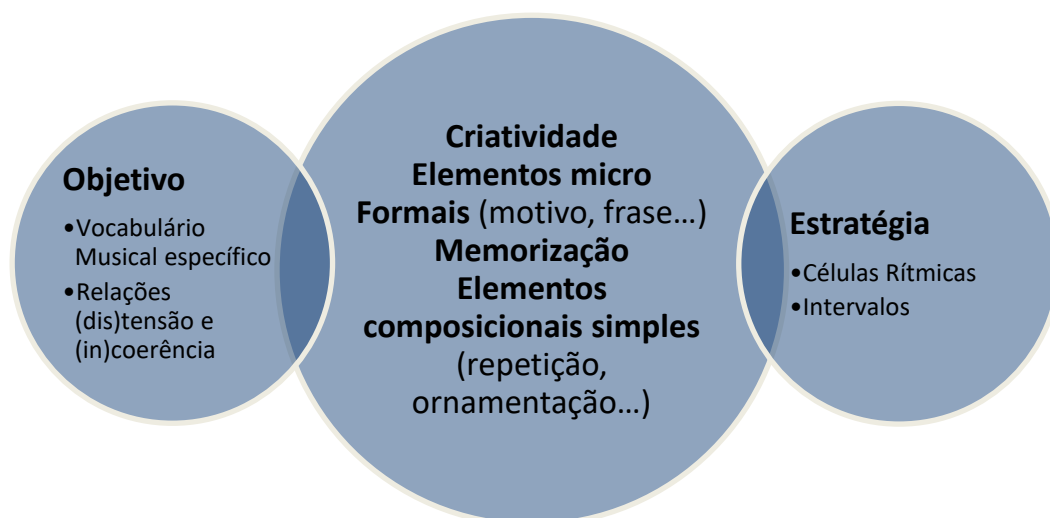 Objetivo
•Vocabulário
Musical específico
•Relações
(dis)tensão e
(in)coerência
Criatividade
Elementos micro
Formais (motivo, frase…)
Memorização
Elementos
composicionais simples
(repetição,
ornamentação…)
Estratégia
•Células Rítmicas
•Intervalos